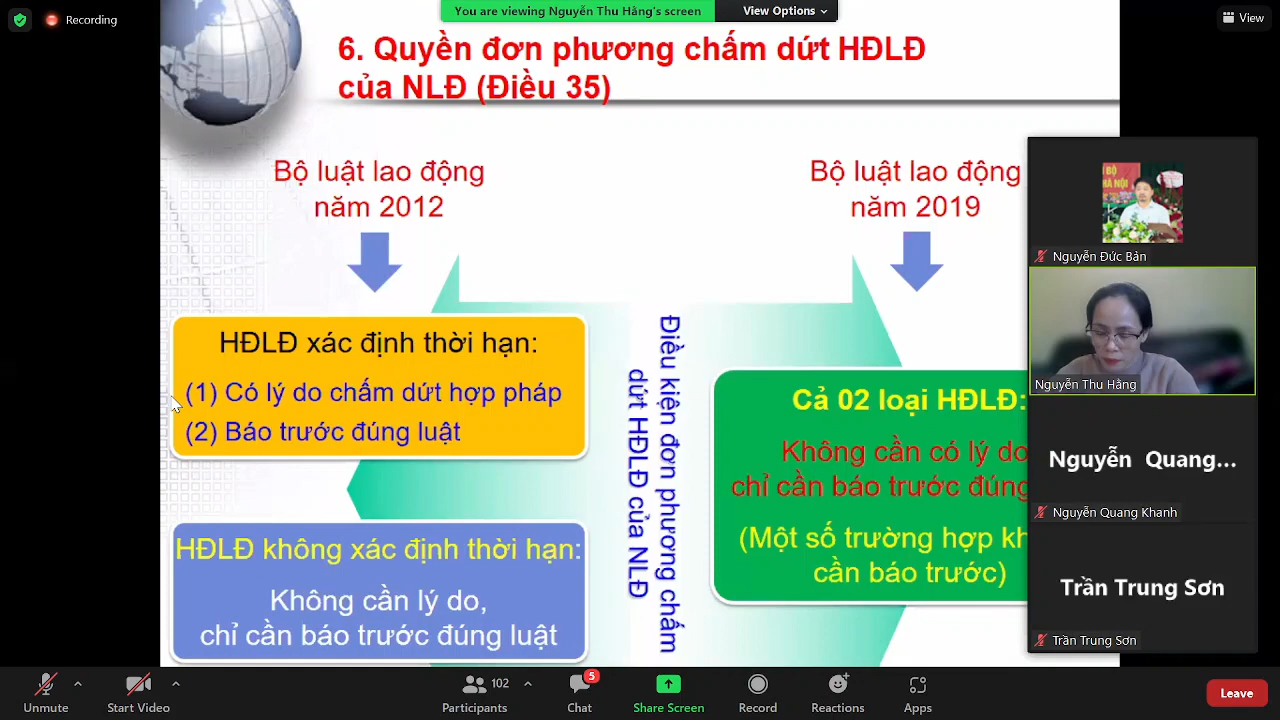 Recording
You are viewing Nguyễn Thu Hằng's screen
View Options
View
6. Quyền đơn phương chấm dứt HĐLĐ
của NLĐ (Điều 35)
Bộ luật lao động
năm 2012
Bộ luật lao động
năm 2019
HĐLĐ xác định thời hạn:
(1) Có lý do chấm dứt hợp pháp
(2) Báo trước đúng luật
HĐLĐ không xác định thời hạn:
Không cần lý do,
chỉ cần báo trước đúng luật
Điều kiện đơn phương chấm
dứt HĐLĐ của NLĐ
Cả 02 loại HĐLĐ:
Không cần có lý do
chỉ cần báo trước đúng
(Một số trường hợp kh
cần báo trước)
Nguyễn Đức Bản
Nguyễn Thu Hằng
Nguyễn Quang...
Nguyễn Quang Khanh
Trần Trung Sơn
Trần Trung Sơn
Unmute
Start Video
102
Participants
5
Chat
Share Screen
Record
Reactions
Apps
Leave